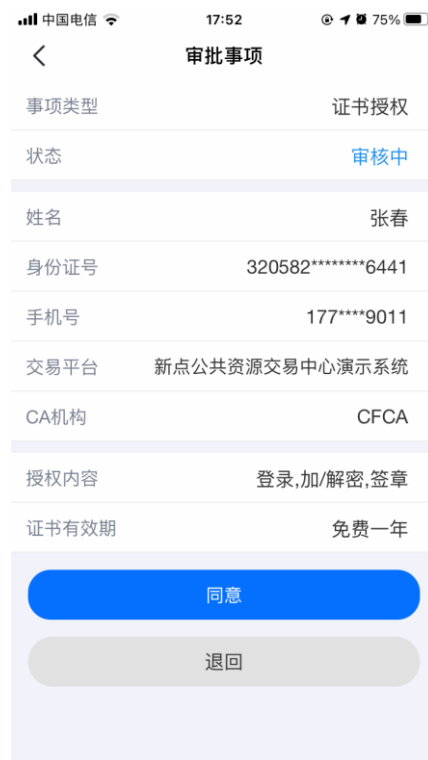 中国电信 17:52 75%
审批事项
事项类型 证书授权
状态 审核中
姓名 张春
身份证号 320582********6441
手机号 177****9011
交易平台 新点公共资源交易中心演示系统
CA机构 CFCA
授权内容 登录,加/解密,签章
证书有效期 免费一年
同意
退回